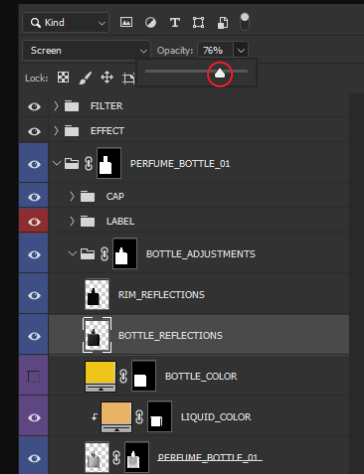 Kind
T
Screen
Opacity: 76%
Lock:
FILTER
EFFECT
PERFUME_BOTTLE_01
CAP
LABEL
BOTTLE_ADJUSTMENTS
RIM_REFLECTIONS
BOTTLE_REFLECTIONS
BOTTLE_COLOR
LIQUID_COLOR
PERFUME_BOTTLE_01